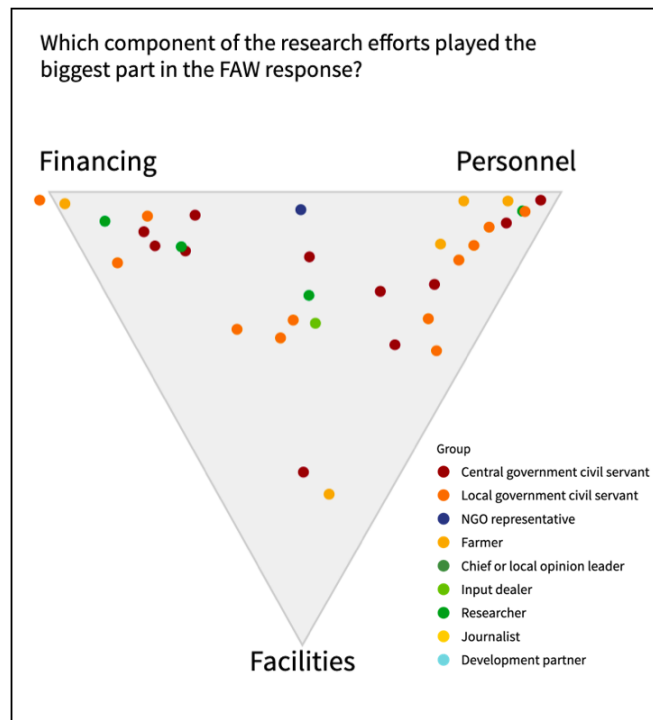 Which component of the research efforts played the
biggest part in the FAW response?
Financing
Personnel
Group
Central government civil servant
Local government civil servant
NGO representative
Farmer
Chief or local opinion leader
Input dealer
Researcher
Journalist
Development partner
Facilities